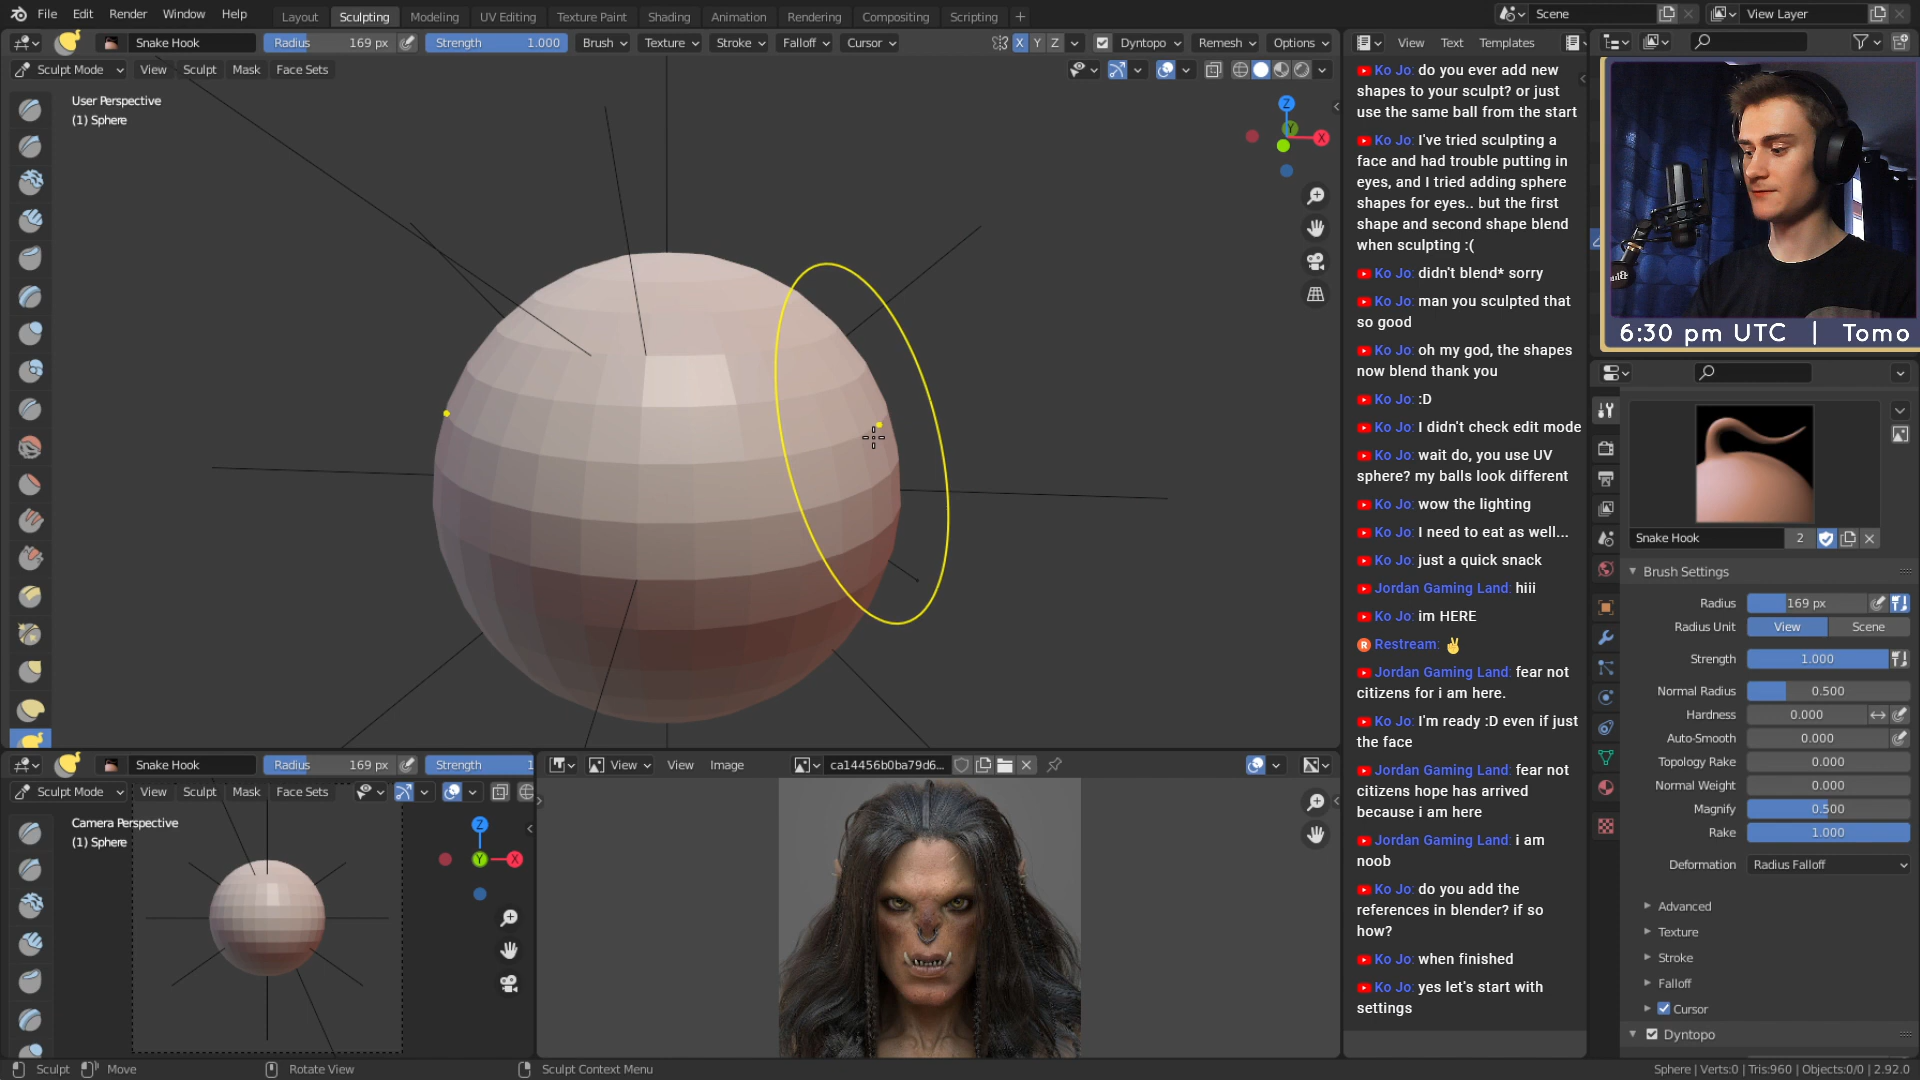 File Edit Render Window Help Layout Sculpting Modeling UV Editing Texture Paint Shading Animation Rendering Compositing Scripting + Scene View Layer
Snake Hook Radius 169 px Strength 1.000 Brush Texture Stroke Falloff Cursor X Y Z Dyntopo Remesh Options
View Text Templates
Sculpt Mode View Sculpt Mask Face Sets
User Perspective
(1) Sphere
Z
Y
X
Ko Jo: do you ever add new
shapes to your sculpt? or just
use the same ball from the start
Ko Jo: I've tried sculpting a
face and had trouble putting in
eyes, and I tried adding sphere
shapes for eyes.. but the first
shape and second shape blend
when sculpting :(
Ko Jo: didn't blend* sorry
Ko Jo: man you sculpted that
so good
Ko Jo: oh my god, the shapes
now blend thank you
Ko Jo: :D
Ko Jo: I didn't check edit mode
Ko Jo: wait do, you use UV
sphere? my balls look different
Ko Jo: wow the lighting
Ko Jo: I need to eat as well...
Ko Jo: just a quick snack
Jordan Gaming Land: hiii
Ko Jo: im HERE
Restream: ✌
Jordan Gaming Land: fear not
citizens for i am here.
Ko Jo: I'm ready :D even if just
the face
Jordan Gaming Land: fear not
citizens hope has arrived
because i am here
Jordan Gaming Land: i am
noob
Ko Jo: do you add the
references in blender? if so
how?
Ko Jo: when finished
Ko Jo: yes let's start with
settings
6:30 pm UTC | Tomo
Snake Hook 2
Brush Settings
Radius 169 px
Radius Unit View Scene
Strength 1.000
Normal Radius 0.500
Hardness 0.000
Auto-Smooth 0.000
Topology Rake 0.000
Normal Weight 0.000
Magnify 0.500
Rake 1.000
Deformation Radius Falloff
Advanced
Texture
Stroke
Falloff
Cursor
Dyntopo
Snake Hook Radius 169 px Strength 1
Sculpt Mode View Sculpt Mask Face Sets
Camera Perspective
(1) Sphere
Z
Y
X
View View Image ca14456b0ba79d6...
Sculpt Move Rotate View Sculpt Context Menu Sphere | Verts:0 | Tris:960 | Objects:0/0 | 2.92.0